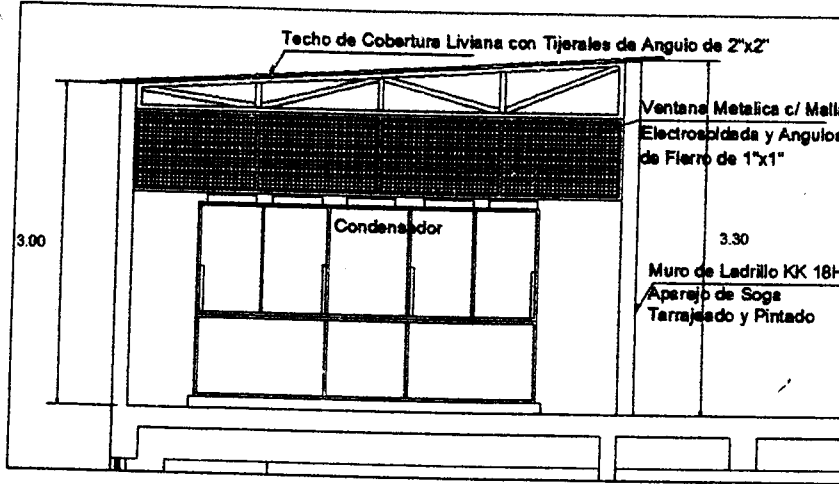 Techo de Cobertura Liviana con Tijerales de Angulo de 2"x2"
Ventana Metalica c/ Malla
Electrosoldada y Angulos
de Fierro de 1"x1"
Condensador
3.00
3.30
Muro de Ladrillo KK 18H
Aparejo de Soga
Tarrajeado y Pintado